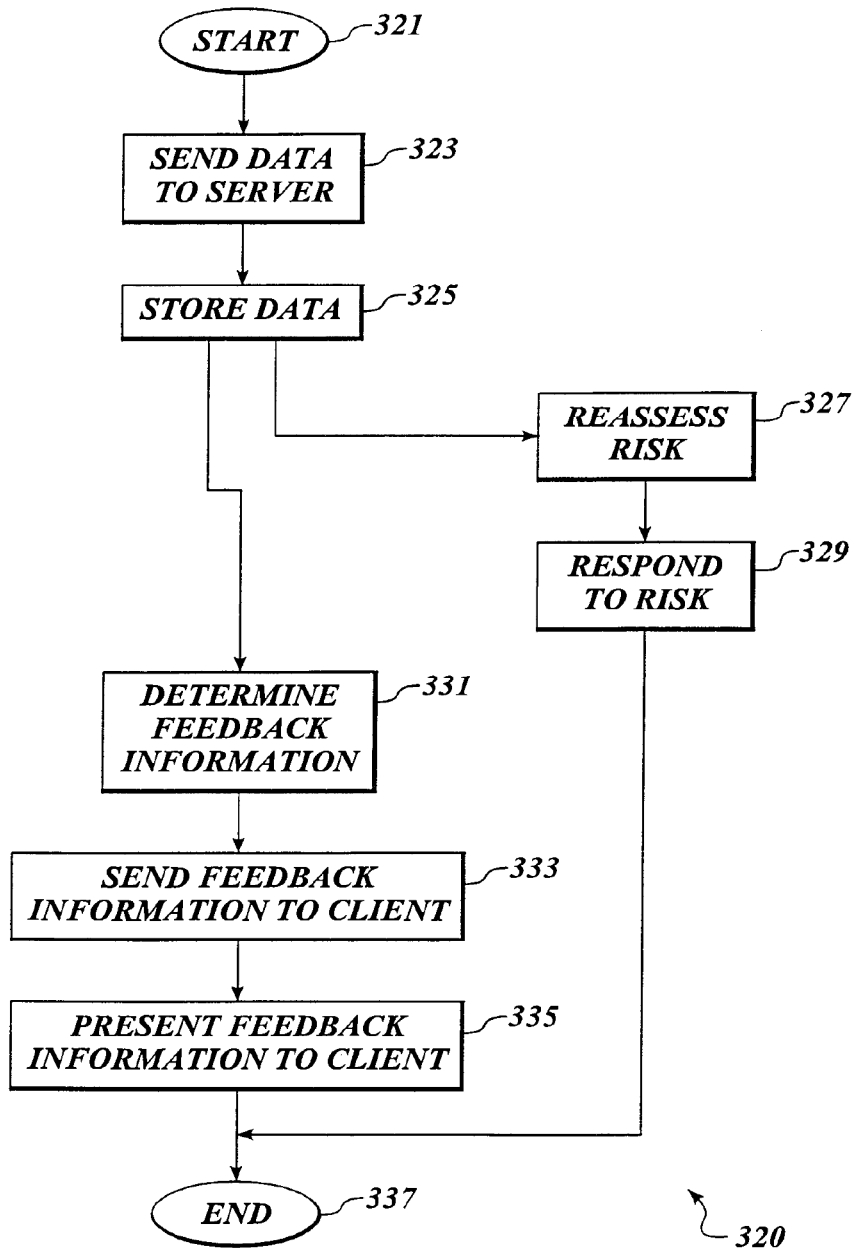 START
321
SEND DATA
TO SERVER
323
STORE DATA
325
REASSESS
RISK
327
RESPOND
TO RISK
329
DETERMINE
FEEDBACK
INFORMATION
331
SEND FEEDBACK
INFORMATION TO CLIENT
333
PRESENT FEEDBACK
INFORMATION TO CLIENT
335
END
337
320